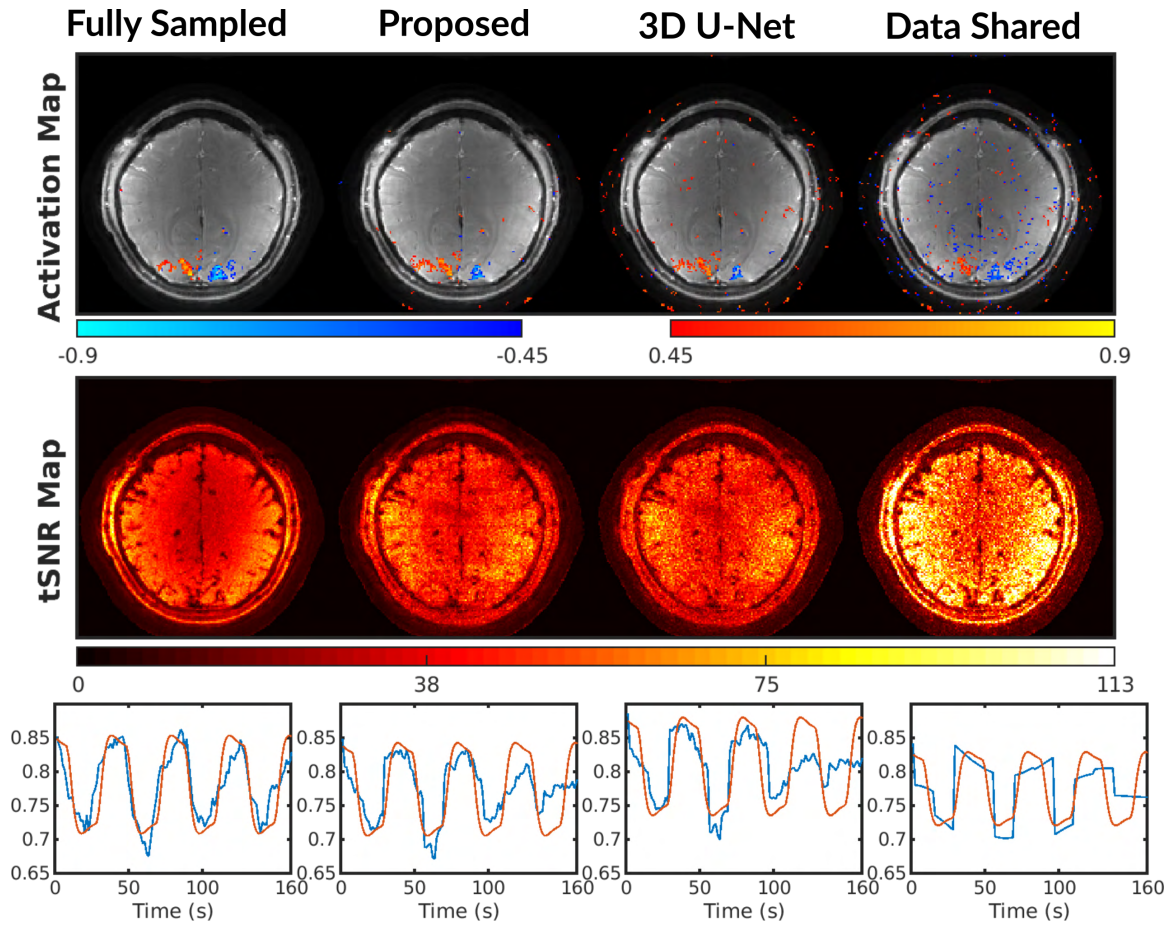 Fully Sampled Proposed 3D U-Net Data Shared
Activation Map
-0.9 -0.45 0.45 0.9
tSNR Map
0 38 75 113
0.85 0.85 0.85 0.85
0.8 0.8 0.8 0.8
0.75 0.75 0.75 0.75
0.7 0.7 0.7 0.7
0.65 0.65 0.65 0.65
0 50 100 160 0 50 100 160 0 50 100 160 0 50 100 160
Time (s) Time (s) Time (s) Time (s)